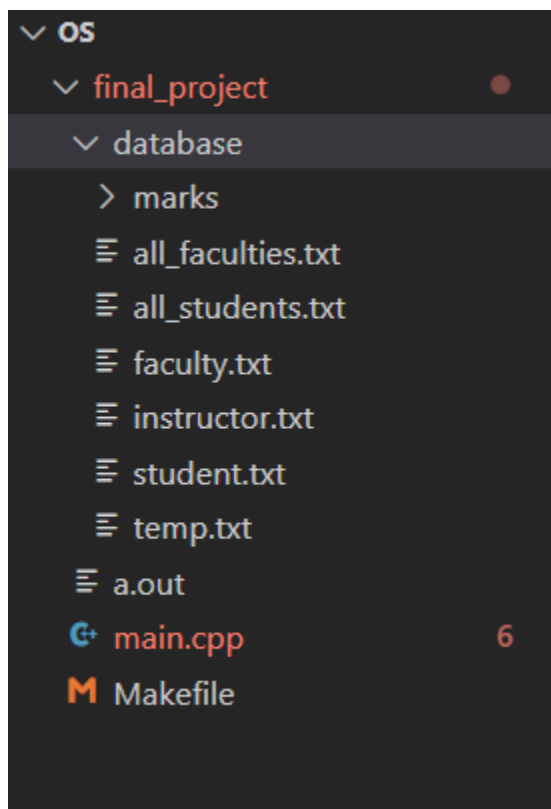 OS
final_project
database
marks
all_faculties.txt
all_students.txt
faculty.txt
instructor.txt
student.txt
temp.txt
a.out
main.cpp 6
Makefile